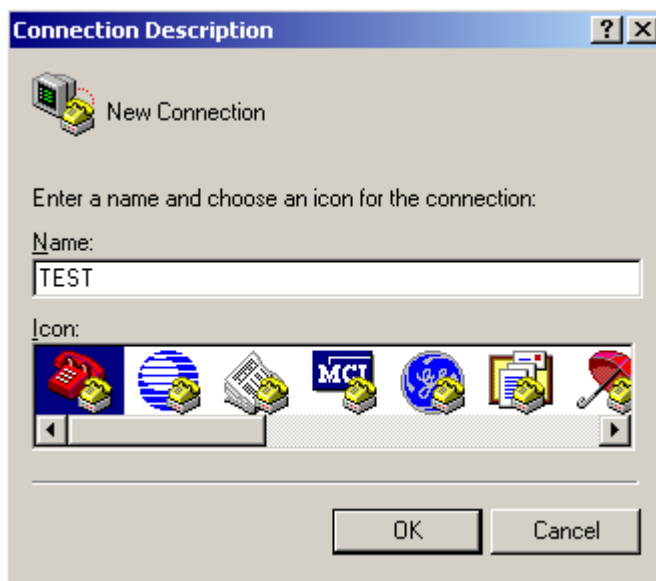 Connection Description
New Connection
Enter a name and choose an icon for the connection:
Name:
TEST
Icon:
MCI
OK Cancel